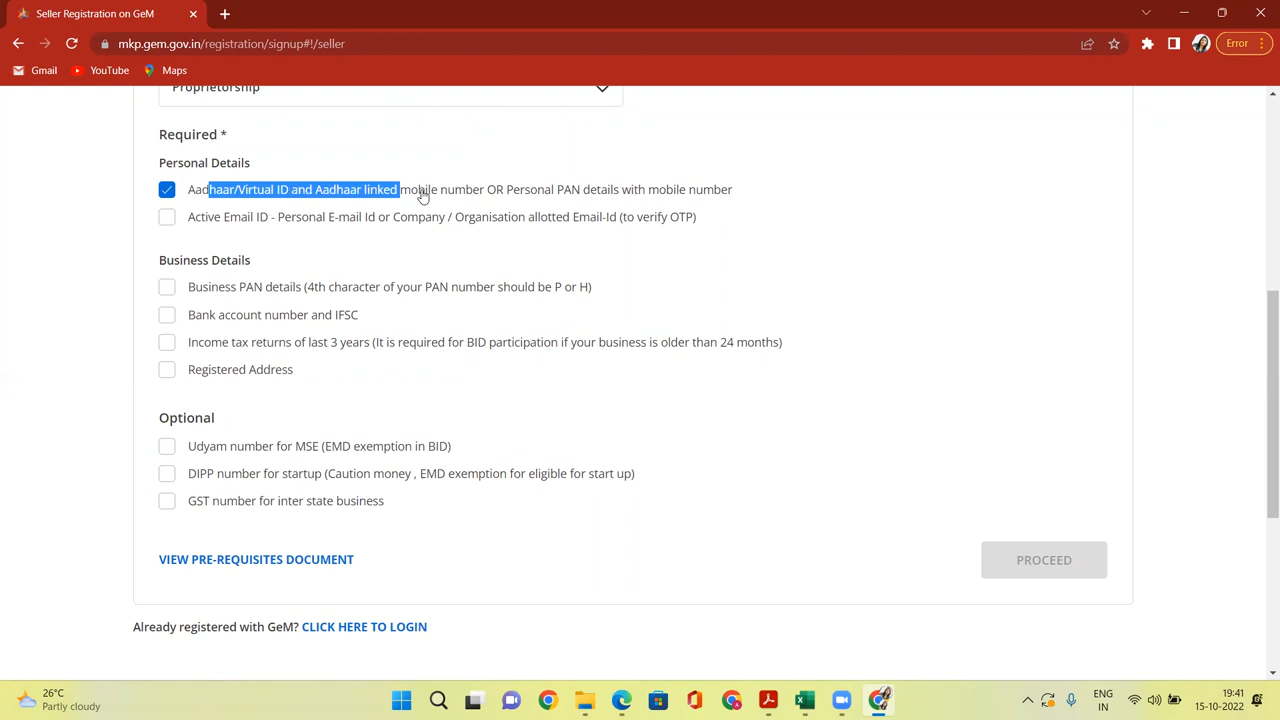 Seller Registration on GeM
mkp.gem.gov.in/registration/signup#!/seller
Error
Gmail
YouTube
Maps
Proprietorship
Required *
Personal Details
Aadhaar/Virtual ID and Aadhaar linked mobile number OR Personal PAN details with mobile number
Active Email ID - Personal E-mail Id or Company / Organisation allotted Email-Id (to verify OTP)
Business Details
Business PAN details (4th character of your PAN number should be P or H)
Bank account number and IFSC
Income tax returns of last 3 years (It is required for BID participation if your business is older than 24 months)
Registered Address
Optional
Udyam number for MSE (EMD exemption in BID)
DIPP number for startup (Caution money , EMD exemption for eligible for start up)
GST number for inter state business
VIEW PRE-REQUISITES DOCUMENT
PROCEED
Already registered with GeM? CLICK HERE TO LOGIN
26°C
Partly cloudy
ENG
IN
19:41
15-10-2022